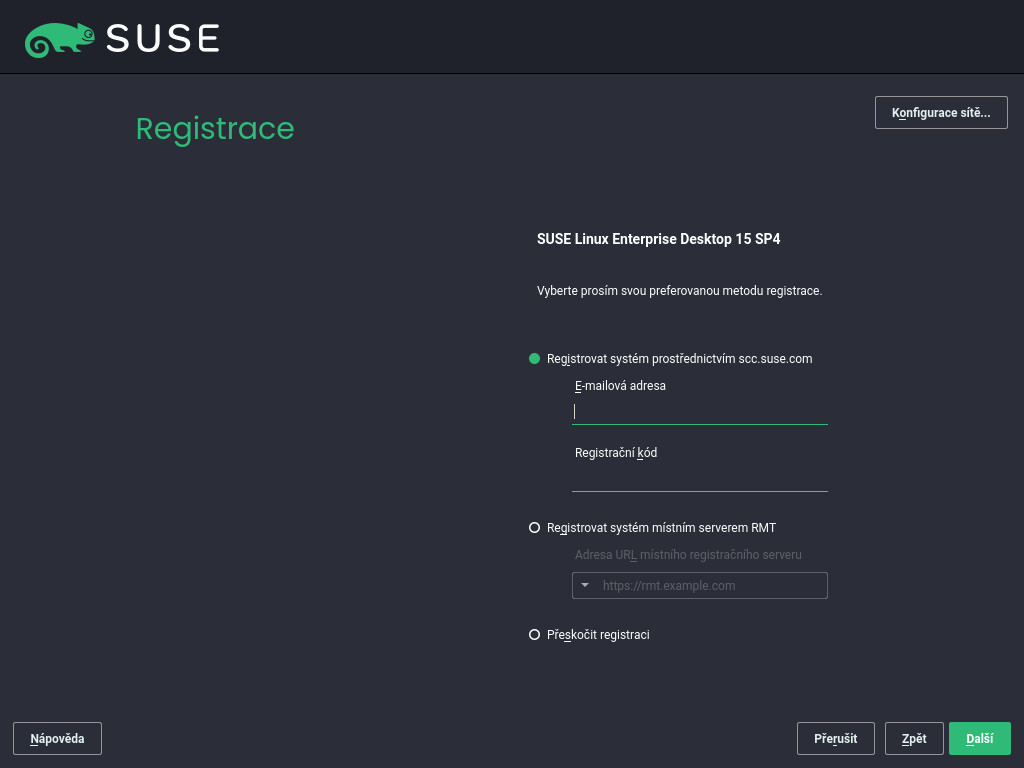 SUSE
Registrace
Konfigurace sítě...
SUSE Linux Enterprise Desktop 15 SP4
Vyberte prosím svou preferovanou metodu registrace.
Registrovat systém prostřednictvím scc.suse.com
E-mailová adresa
Registrační kód
Registrovat systém místním serverem RMT
Adresa URL místního registračního serveru
https://rmt.example.com
Přeskočit registraci
Nápověda
Přerušit
Zpět
Další